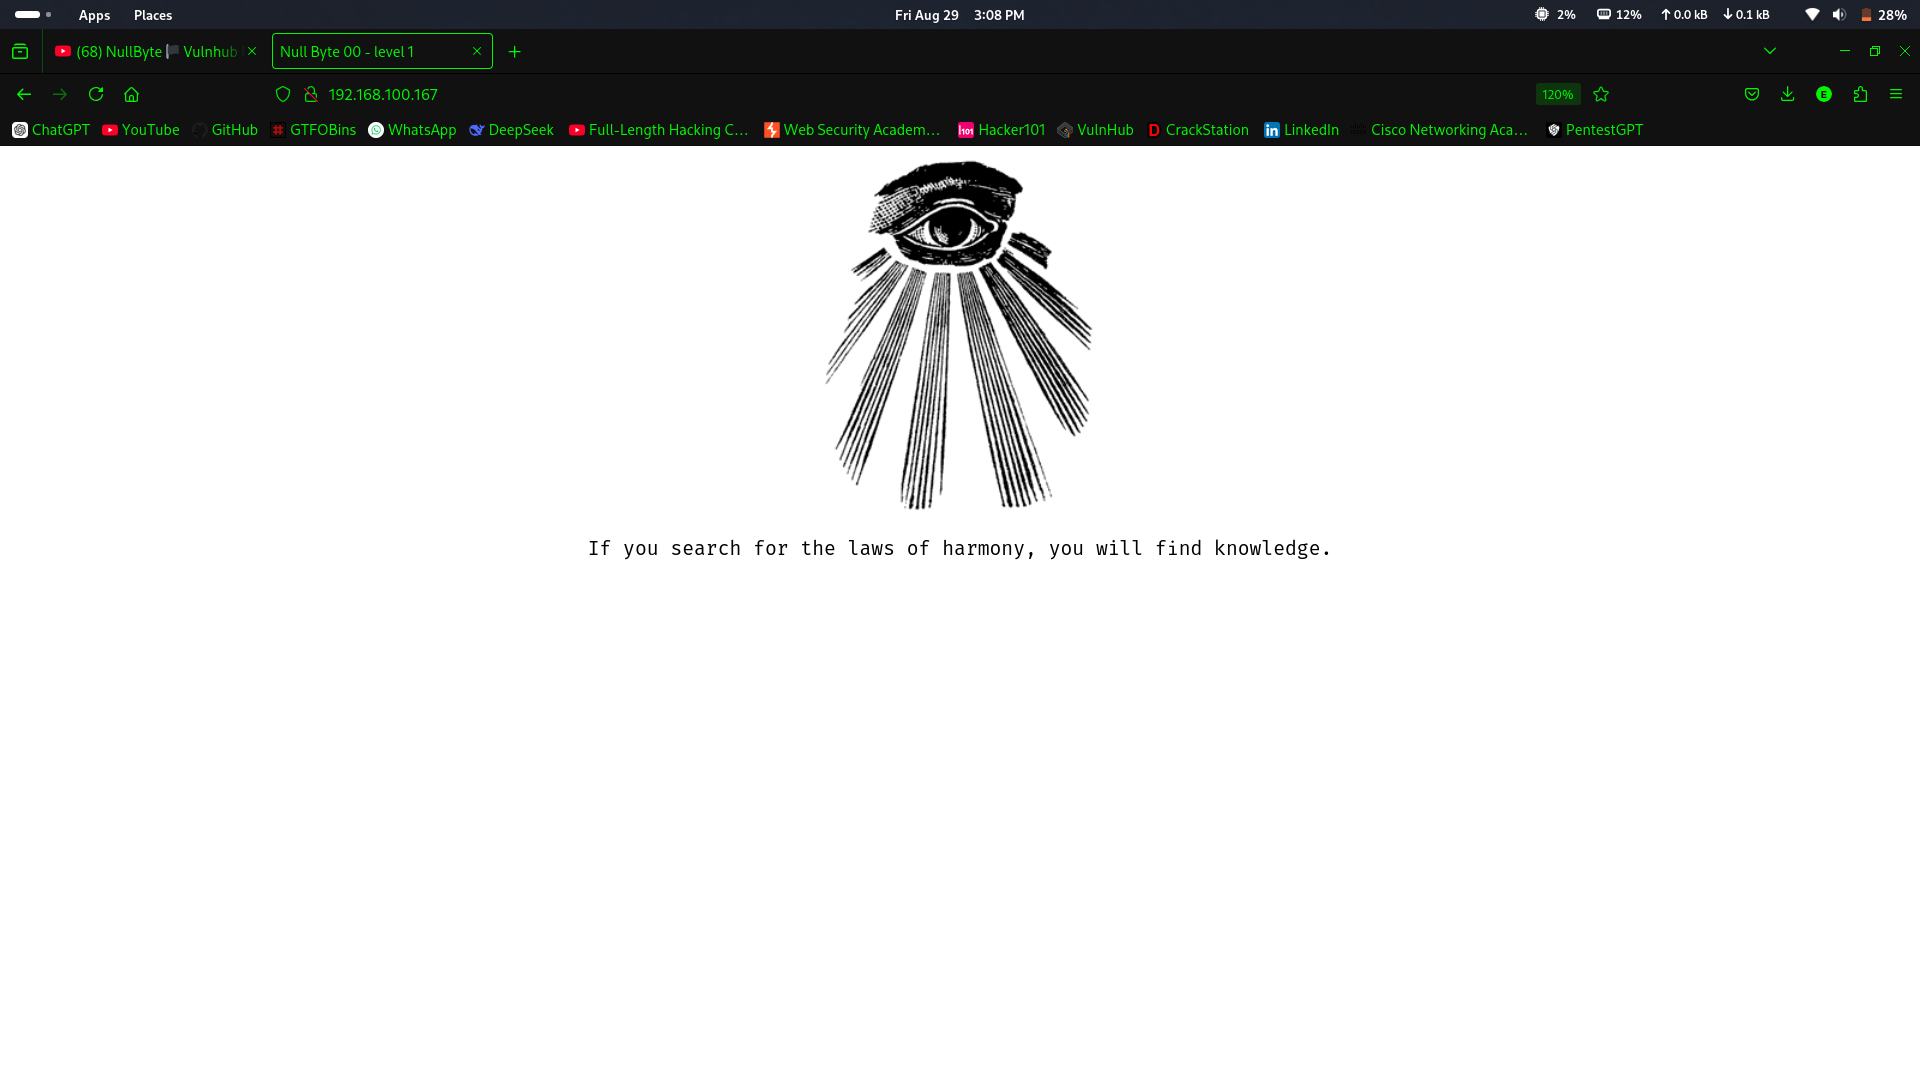 Apps Places Fri Aug 29 3:08 PM 2% 12% 0.0 kB 0.1 kB 28%
(68) NullByte Vulnhub Null Byte 00 - level 1
192.168.100.167 120% E
ChatGPT YouTube GitHub GTFOBins WhatsApp DeepSeek Full-Length Hacking C... Web Security Academ... Hacker101 VulnHub CrackStation LinkedIn Cisco Networking Aca... PentestGPT
If you search for the laws of harmony, you will find knowledge.